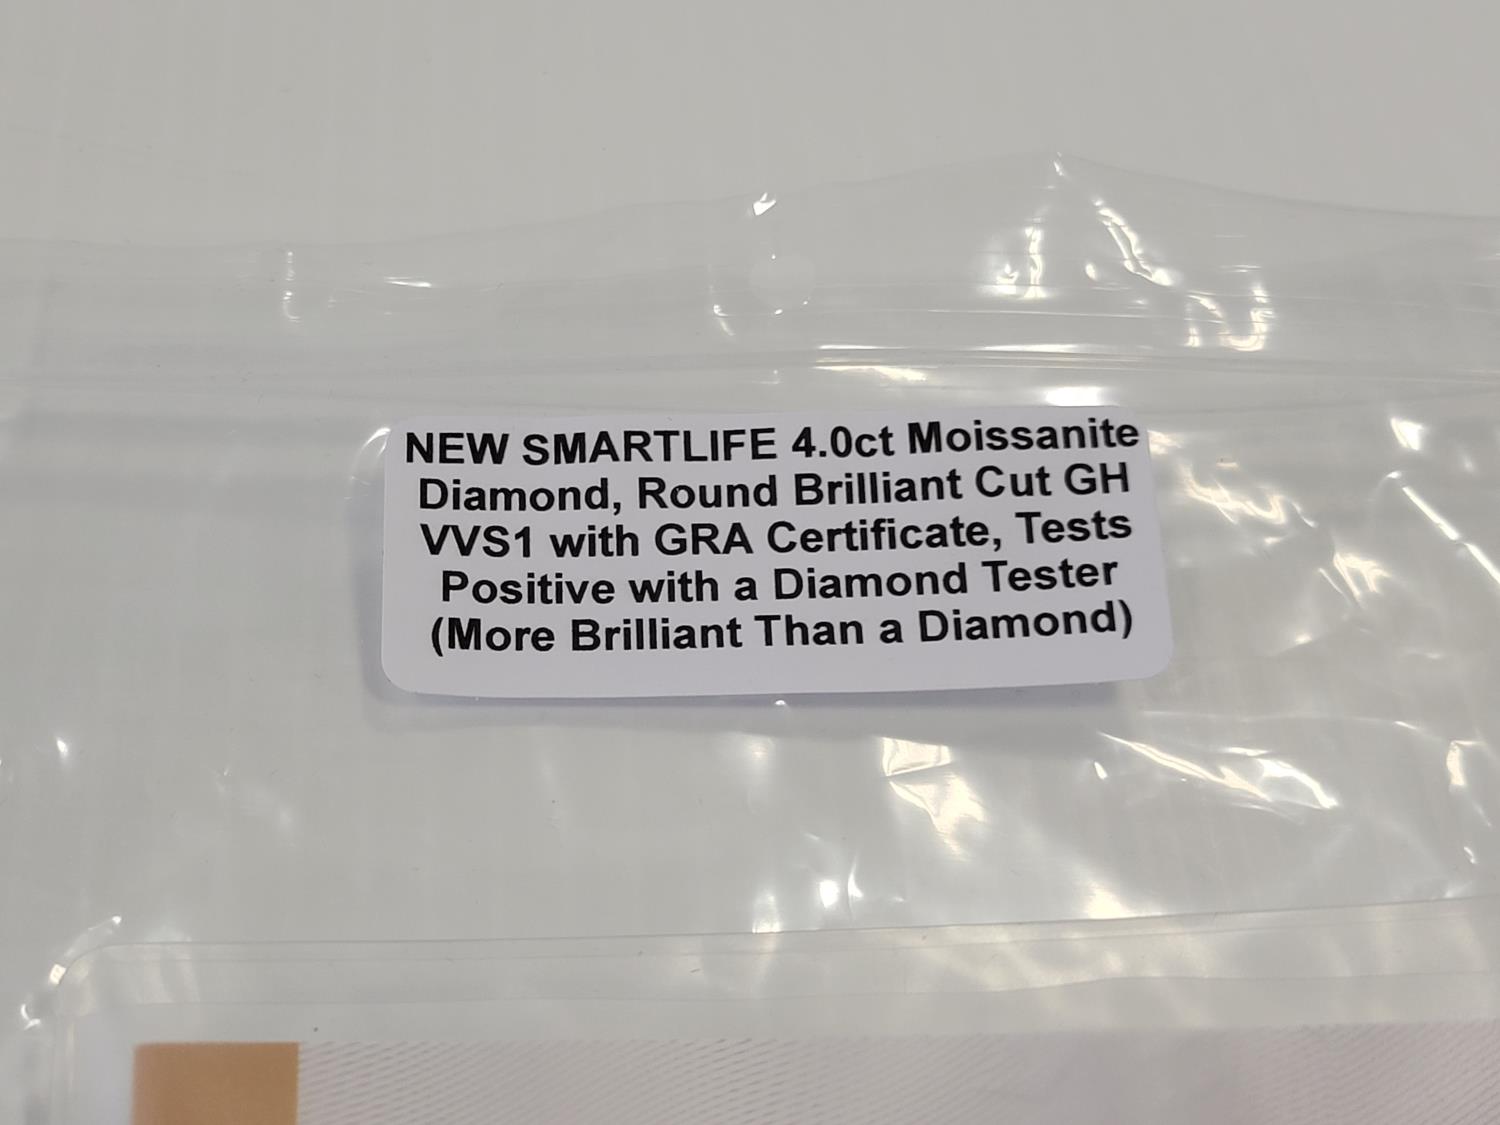 NEW SMARTLIFE 4.0ct Moissanite
Diamond, Round Brilliant Cut GH
VVS1 with GRA Certificate, Tests
Positive with a Diamond Tester
(More Brilliant Than a Diamond)